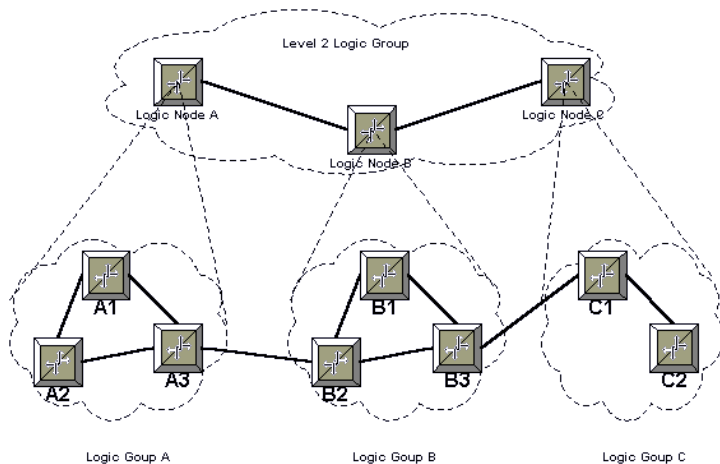 Level 2 Logic Group
Logic Node A
Logic Node C
Logic Node B
A1
B1
C1
A2
A3
B2
B3
C2
Logic Goup A
Logic Goup B
Logic Goup C